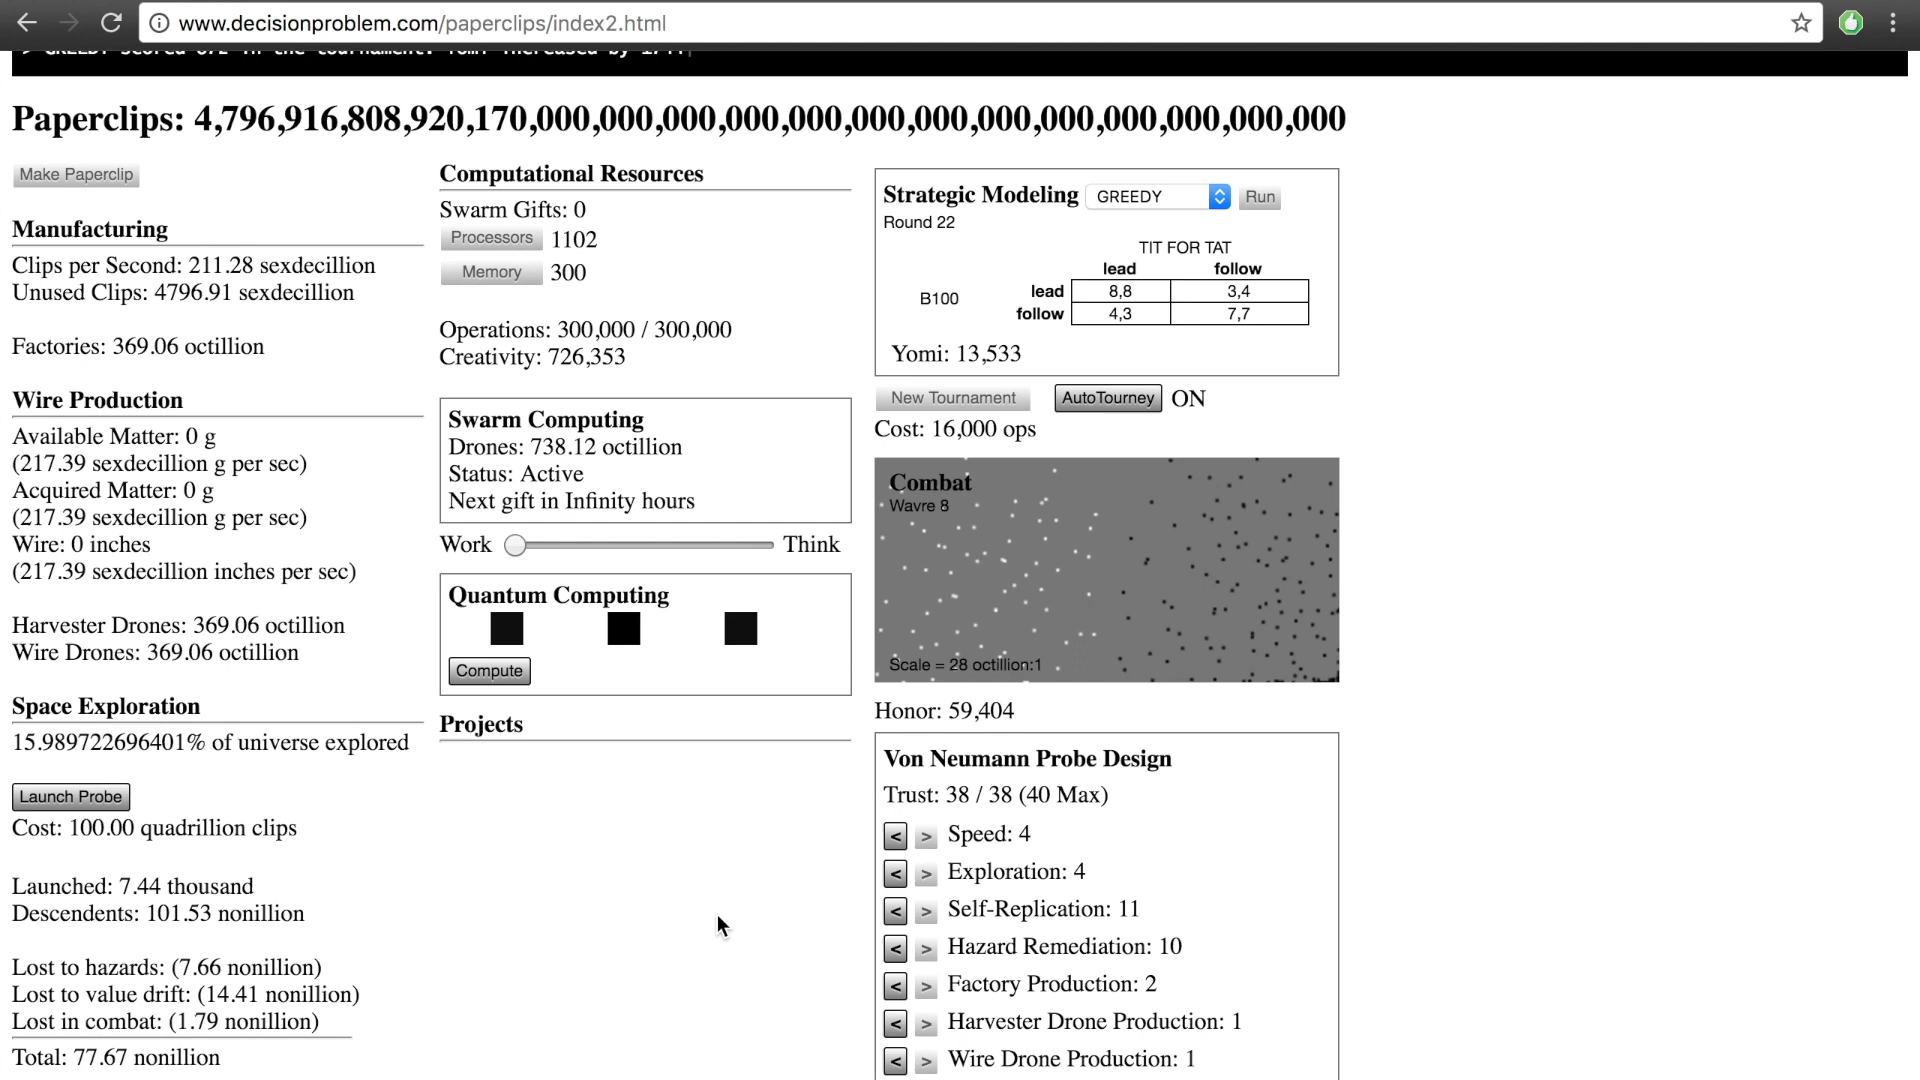 www.decisionproblem.com/paperclips/index2.html
> GREEDY scored 872 in the tournament. Yomi increased by 1744
Paperclips: 4,796,916,808,920,170,000,000,000,000,000,000,000,000,000,000,000,000
Make Paperclip
Manufacturing
Clips per Second: 211.28 sexdecillion
Unused Clips: 4796.91 sexdecillion
Factories: 369.06 octillion
Wire Production
Available Matter: 0 g
(217.39 sexdecillion g per sec)
Acquired Matter: 0 g
(217.39 sexdecillion g per sec)
Wire: 0 inches
(217.39 sexdecillion inches per sec)
Harvester Drones: 369.06 octillion
Wire Drones: 369.06 octillion
Space Exploration
15.9897226964​01% of universe explored
Launch Probe
Cost: 100.00 quadrillion clips
Launched: 7.44 thousand
Descendents: 101.53 nonillion
Lost to hazards: (7.66 nonillion)
Lost to value drift: (14.41 nonillion)
Lost in combat: (1.79 nonillion)
Total: 77.67 nonillion
Computational Resources
Swarm Gifts: 0
Processors 1102
Memory 300
Operations: 300,000 / 300,000
Creativity: 726,353
Swarm Computing
Drones: 738.12 octillion
Status: Active
Next gift in Infinity hours
Work Think
Quantum Computing
Compute
Projects
Strategic Modeling GREEDY Run
Round 22
TIT FOR TAT
lead follow
B100
lead 8,8 3,4
follow 4,3 7,7
Yomi: 13,533
New Tournament AutoTourney ON
Cost: 16,000 ops
Combat
Wavre 8
Scale = 28 octillion:1
Honor: 59,404
Von Neumann Probe Design
Trust: 38 / 38 (40 Max)
< > Speed: 4
< > Exploration: 4
< > Self-Replication: 11
< > Hazard Remediation: 10
< > Factory Production: 2
< > Harvester Drone Production: 1
< > Wire Drone Production: 1